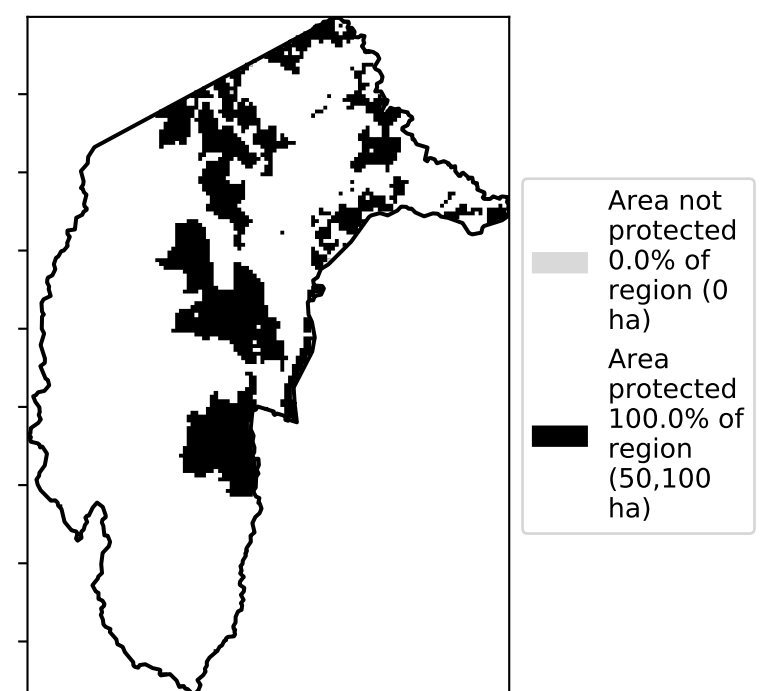 Area not
protected
0.0% of
region (0
ha)
Area
protected
100.0% of
region
(50,100
ha)